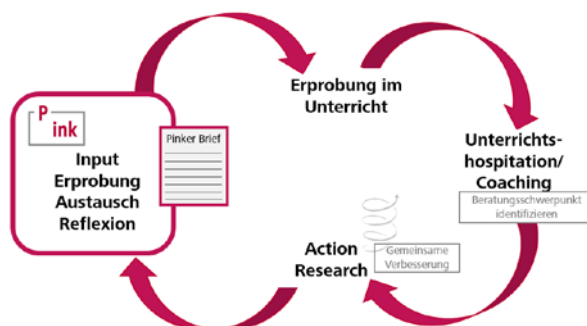 P
ink
Input
Erprobung
Austausch
Reflexion
Pinker Brief
Erprobung im
Unterricht
Unterrichts-
hospitation/
Coaching
Beratungsschwerpunkt
identifizieren
Action
Research
Gemeinsame
Verbesserung